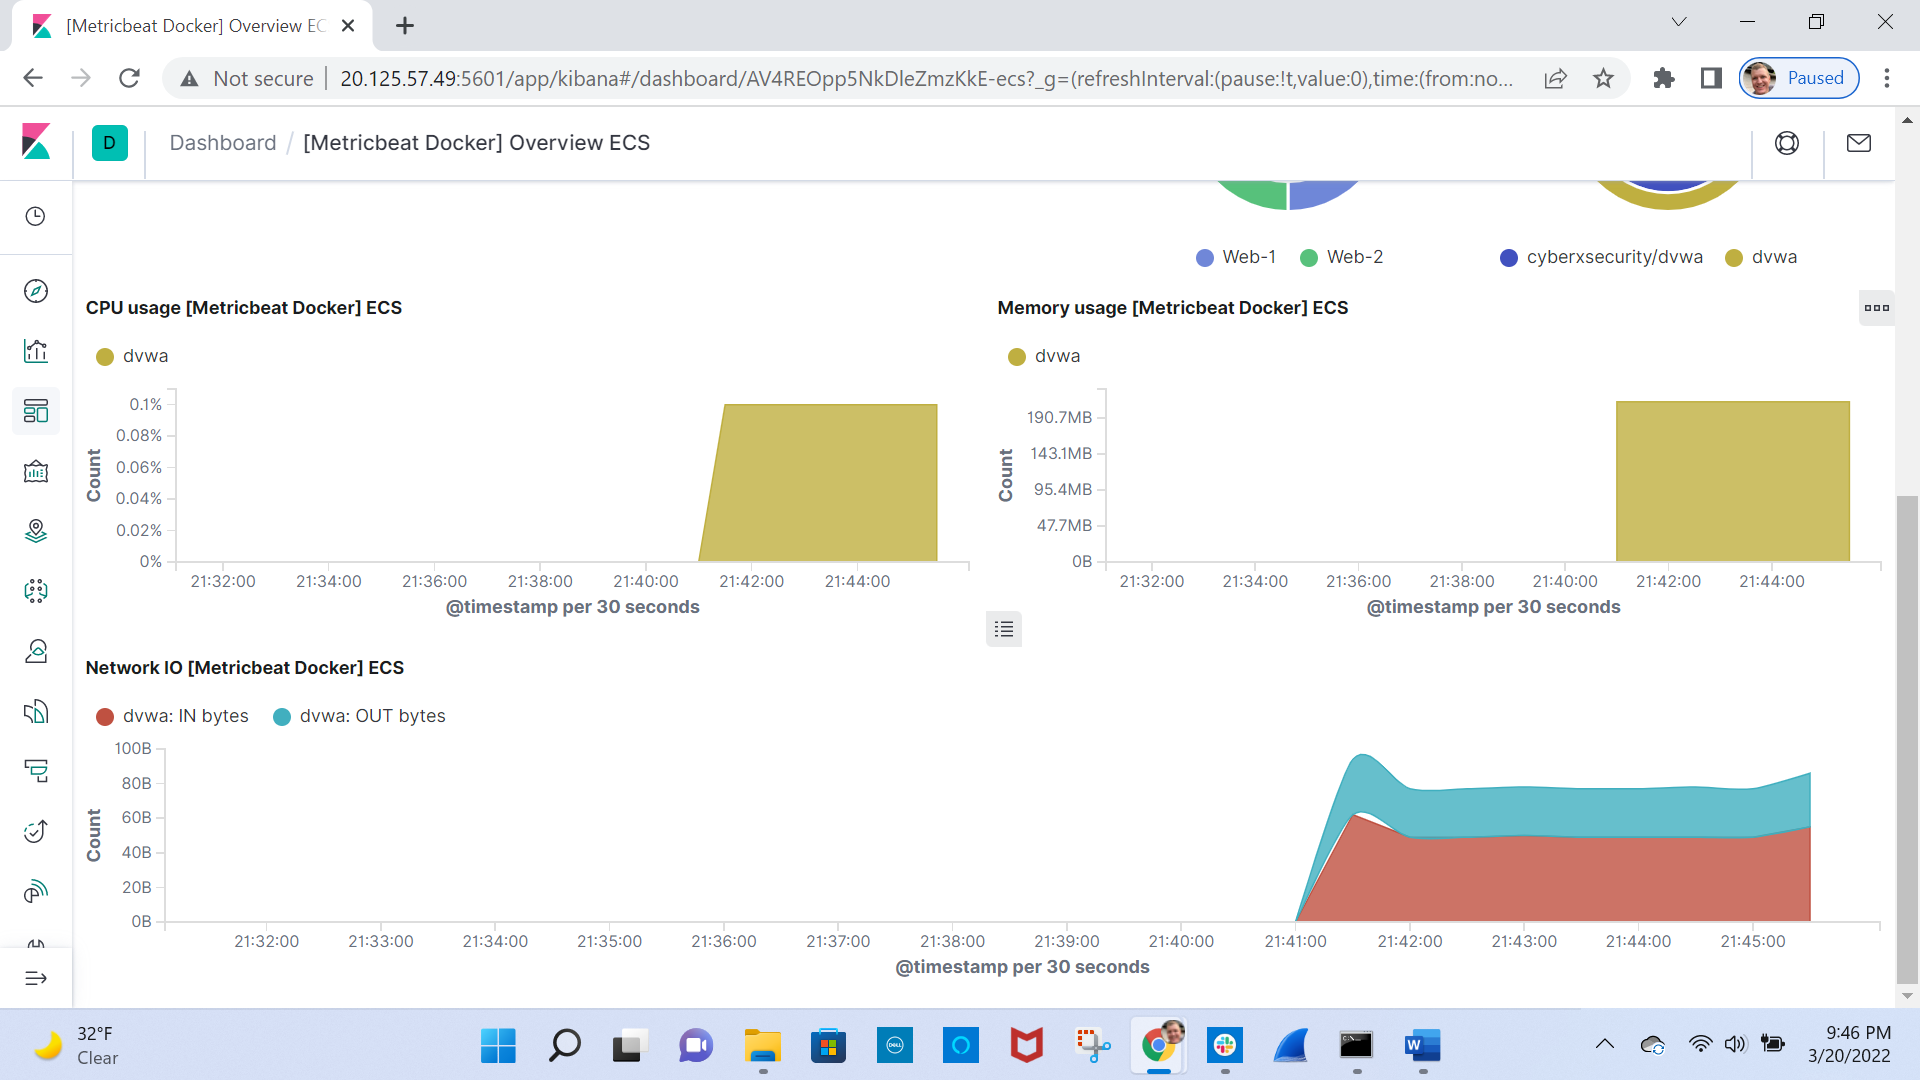 [Metricbeat Docker] Overview EC
Not secure 20.125.57.49:5601/app/kibana#/dashboard/AV4REOpp5NkDleZmzKkE-ecs?_g=(refreshInterval:(pause:!t,value:0),time:(from:no...
Paused
D Dashboard / [Metricbeat Docker] Overview ECS
Web-1 Web-2 cyberxsecurity/dvwa dvwa
CPU usage [Metricbeat Docker] ECS
dvwa
0.1%
0.08%
0.06%
0.04%
0.02%
0%
Count
21:32:00 21:34:00 21:36:00 21:38:00 21:40:00 21:42:00 21:44:00
@timestamp per 30 seconds
Memory usage [Metricbeat Docker] ECS
dvwa
190.7MB
143.1MB
95.4MB
47.7MB
0B
Count
21:32:00 21:34:00 21:36:00 21:38:00 21:40:00 21:42:00 21:44:00
@timestamp per 30 seconds
Network IO [Metricbeat Docker] ECS
dvwa: IN bytes dvwa: OUT bytes
100B
80B
60B
40B
20B
0B
Count
21:32:00 21:33:00 21:34:00 21:35:00 21:36:00 21:37:00 21:38:00 21:39:00 21:40:00 21:41:00 21:42:00 21:43:00 21:44:00 21:45:00
@timestamp per 30 seconds
32°F
Clear
DELL
W
9:46 PM
3/20/2022